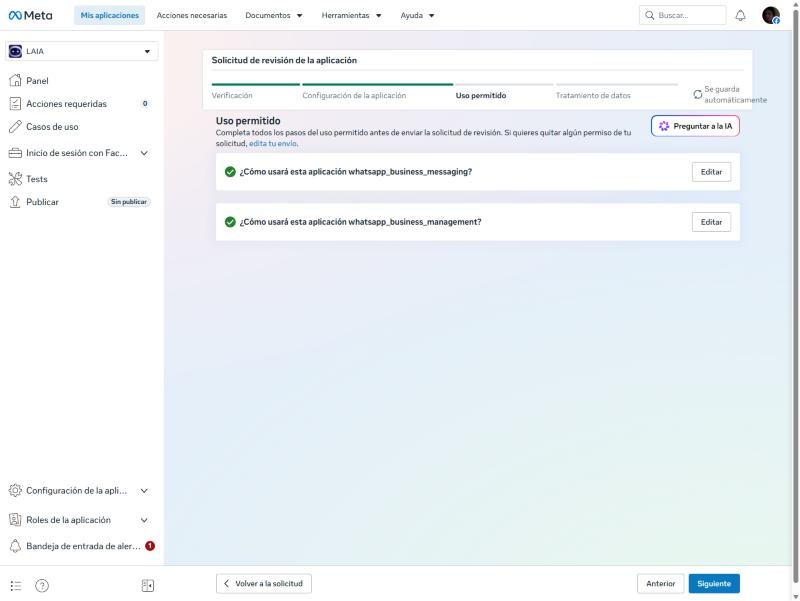 Meta
Mis aplicaciones
Acciones necesarias
Documentos
Herramientas
Ayuda
Buscar...
LAIA
Panel
Acciones requeridas
0
Casos de uso
Inicio de sesión con Fac...
Tests
Publicar
Sin publicar
Configuración de la apli...
Roles de la aplicación
Bandeja de entrada de aler...
1
Solicitud de revisión de la aplicación
Verificación
Configuración de la aplicación
Uso permitido
Tratamiento de datos
Se guarda
automáticamente
Uso permitido
Completa todos los pasos del uso permitido antes de enviar la solicitud de revisión. Si quieres quitar algún permiso de tu
solicitud, edita tu envío.
Preguntar a la IA
¿Cómo usará esta aplicación whatsapp_business_messaging?
Editar
¿Cómo usará esta aplicación whatsapp_business_management?
Editar
Volver a la solicitud
Anterior
Siguiente